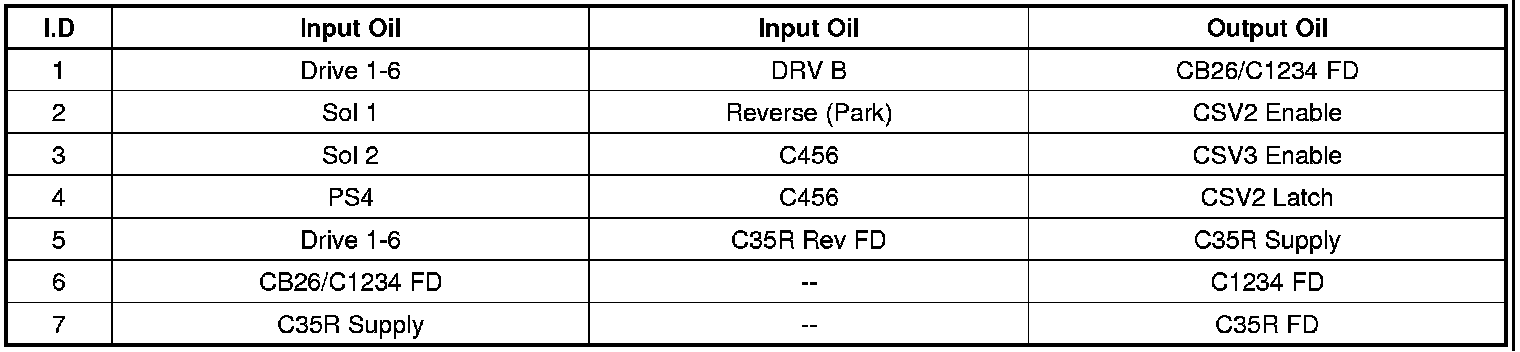 I.D Input Oil Input Oil Output Oil
1 Drive 1-6 DRV B CB26/C1234 FD
2 Sol 1 Reverse (Park) CSV2 Enable
3 Sol 2 C456 CSV3 Enable
4 PS4 C456 CSV2 Latch
5 Drive 1-6 C35R Rev FD C35R Supply
6 CB26/C1234 FD -- C1234 FD
7 C35R Supply -- C35R FD